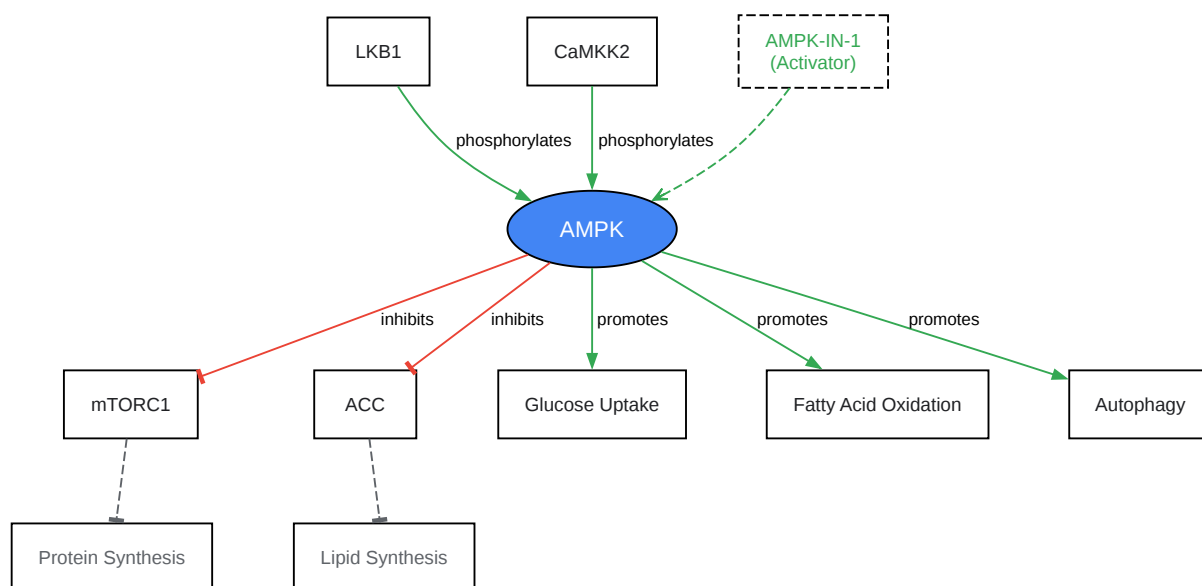 LKB1
CaMKK2
AMPK-IN-1
(Activator)
phosphorylates
phosphorylates
AMPK
inhibits
inhibits
promotes
promotes
promotes
mTORC1
ACC
Glucose Uptake
Fatty Acid Oxidation
Autophagy
Protein Synthesis
Lipid Synthesis